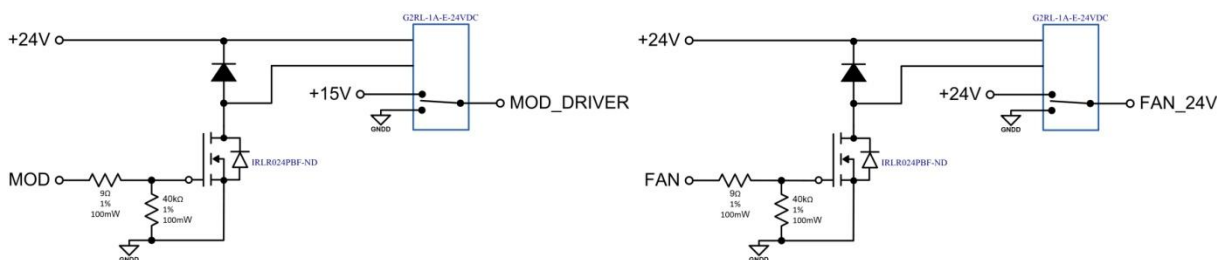 G2RL-1A-E-24VDC
+24V
+15V
MOD_DRIVER
GNDD
IRLR024PBF-ND
MOD
9Ω
1%
100mW
40kΩ
1%
100mW
GNDD
G2RL-1A-E-24VDC
+24V
+24V
FAN_24V
GNDD
IRLR024PBF-ND
FAN
9Ω
1%
100mW
40kΩ
1%
100mW
GNDD